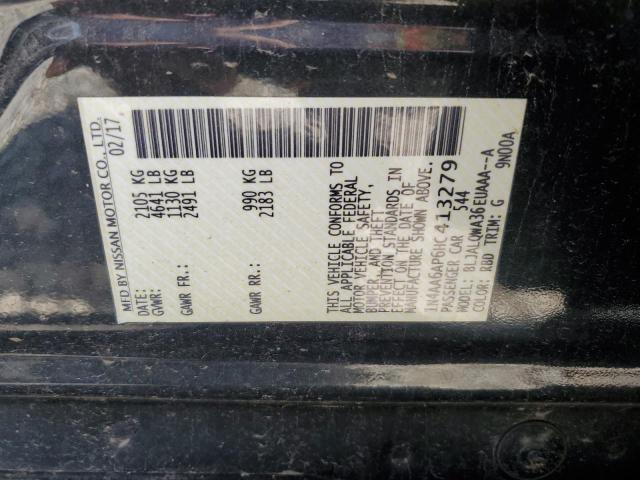 MFD BY NISSAN MOTOR CO., LTD.
DATE: 02/17
GVWR: 2105 KG
4641 LB
GAWR FR: 1130 KG
2491 LB
GAWR RR: 990 KG
2183 LB
THIS VEHICLE CONFORMS TO
ALL APPLICABLE FEDERAL
MOTOR VEHICLE SAFETY,
BUMPER, AND THEFT
PREVENTION STANDARDS IN
EFFECT ON THE DATE OF
MANUFACTURE SHOWN ABOVE.
1N4AA6AP6HC413279
PASSENGER CAR 544
MODEL: BLJALQWA36EUAAA--A
COLOR: RBD TRIM: G 9N00A